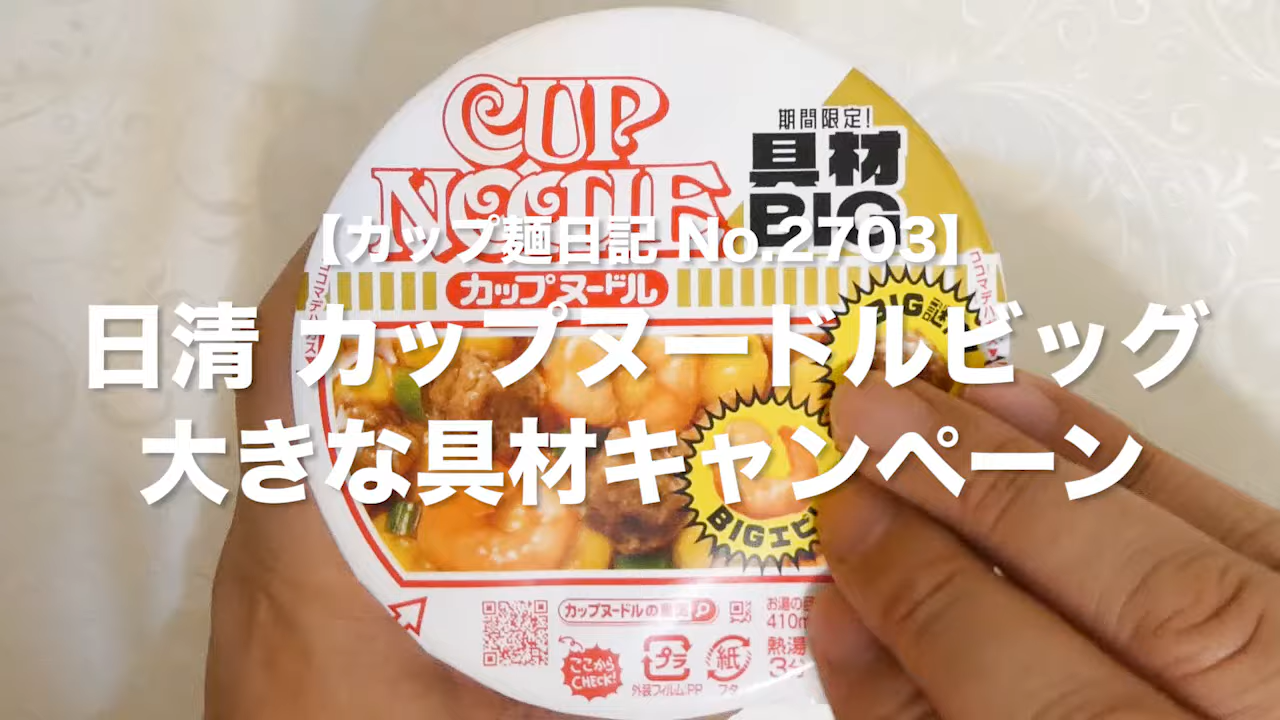 CUP
NOODLE
期間限定!
具材
BIG
【カップ麺日記 No.2703】
カップヌードル
日清 カップヌードルビッグ
大きな具材キャンペーン
BIG
BIGエビ
カップヌードルの
お湯の
410m
熱湯
3分
ここから
CHECK!
プラ
外装フィルム:PP
紙
フタ